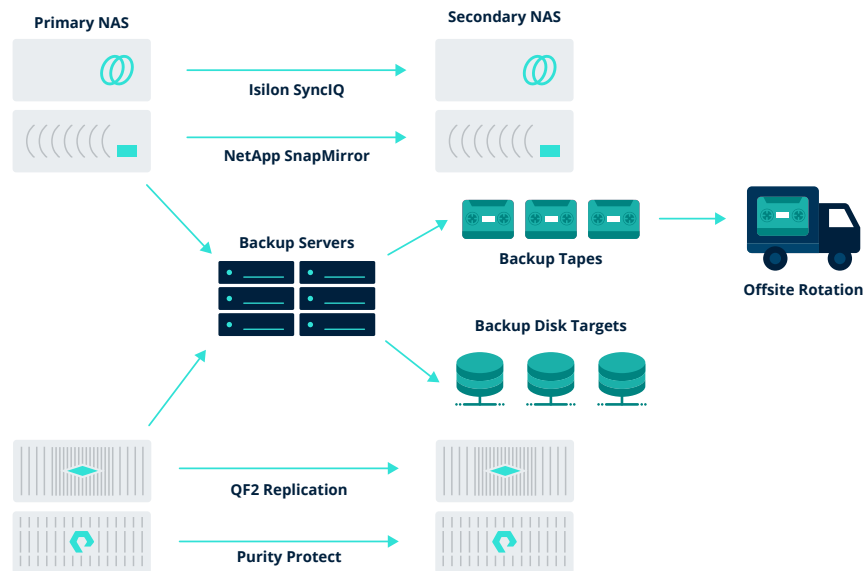 Primary NAS
Secondary NAS
Isilon SyncIQ
NetApp SnapMirror
Backup Servers
Backup Tapes
Offsite Rotation
Backup Disk Targets
QF2 Replication
Purity Protect